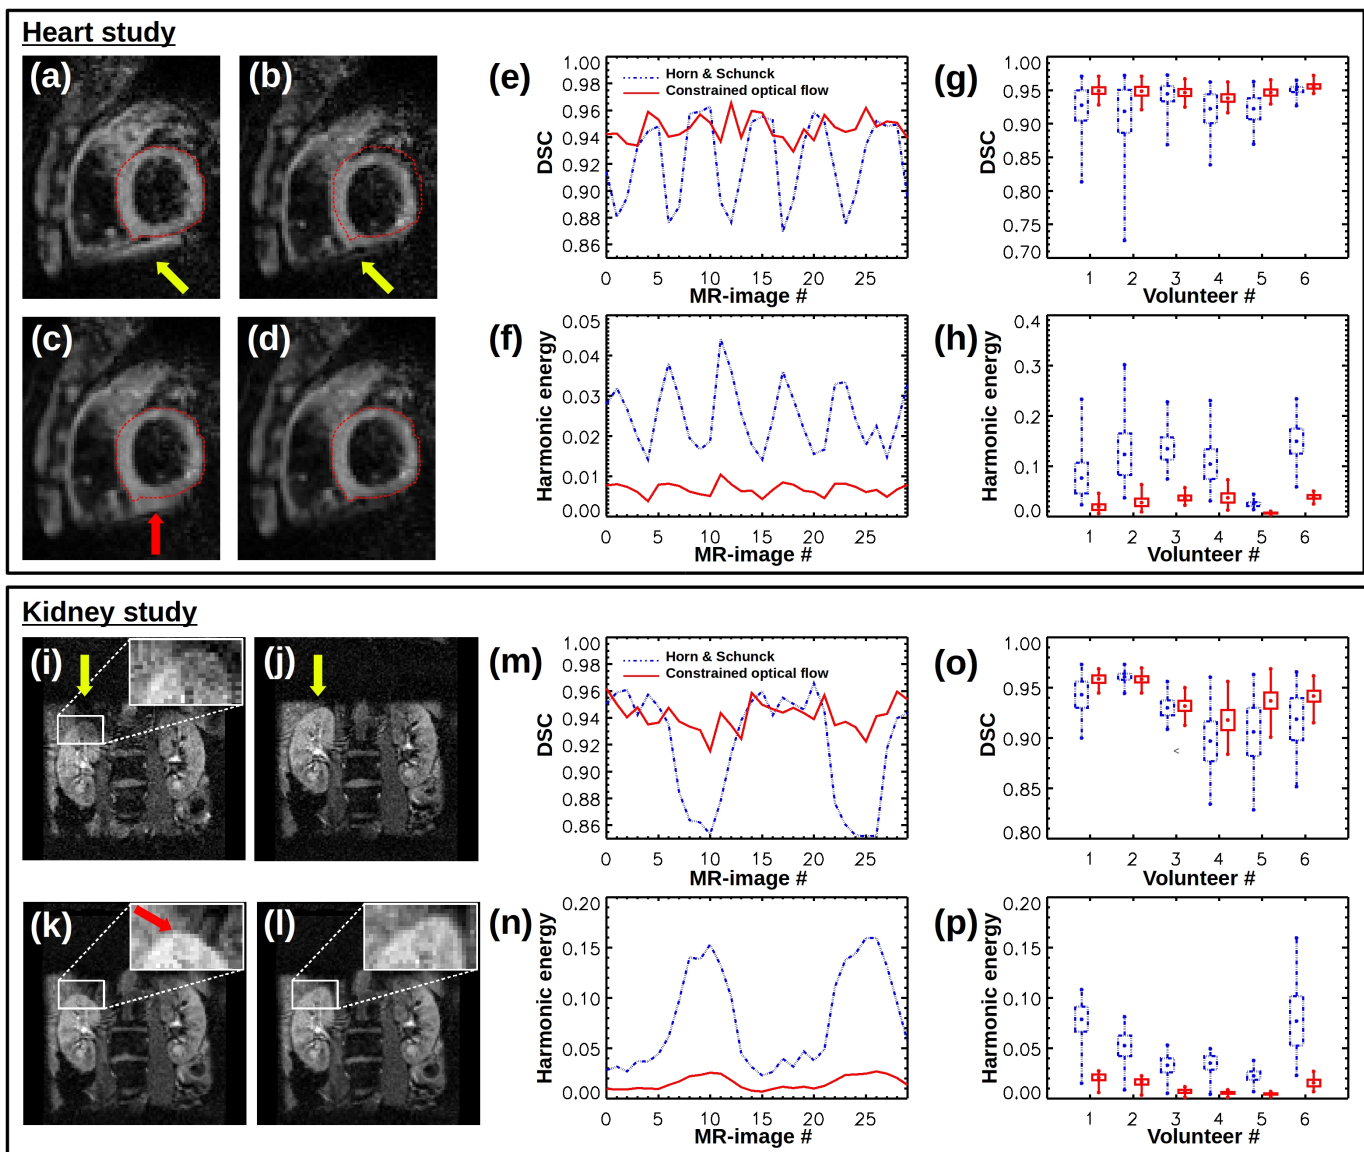 Heart study
(a)
(b)
(c)
(d)
(e)
DSC
1.00
0.98
0.96
0.94
0.92
0.90
0.88
0.86
Horn & Schunck
Constrained optical flow
0 5 10 15 20 25
MR-image #
(g)
DSC
1.00
0.95
0.90
0.85
0.80
0.75
0.70
1 2 3 4 5 6
Volunteer #
(f)
Harmonic energy
0.05
0.04
0.03
0.02
0.01
0.00
0 5 10 15 20 25
MR-image #
(h)
Harmonic energy
0.4
0.3
0.2
0.1
0.0
1 2 3 4 5 6
Volunteer #
Kidney study
(i)
(j)
(k)
(l)
(m)
DSC
1.00
0.98
0.96
0.94
0.92
0.90
0.88
0.86
Horn & Schunck
Constrained optical flow
0 5 10 15 20 25
MR-image #
(o)
DSC
1.00
0.95
0.90
0.85
0.80
<
1 2 3 4 5 6
Volunteer #
(n)
Harmonic energy
0.20
0.15
0.10
0.05
0.00
0 5 10 15 20 25
MR-image #
(p)
Harmonic energy
0.20
0.15
0.10
0.05
0.00
1 2 3 4 5 6
Volunteer #